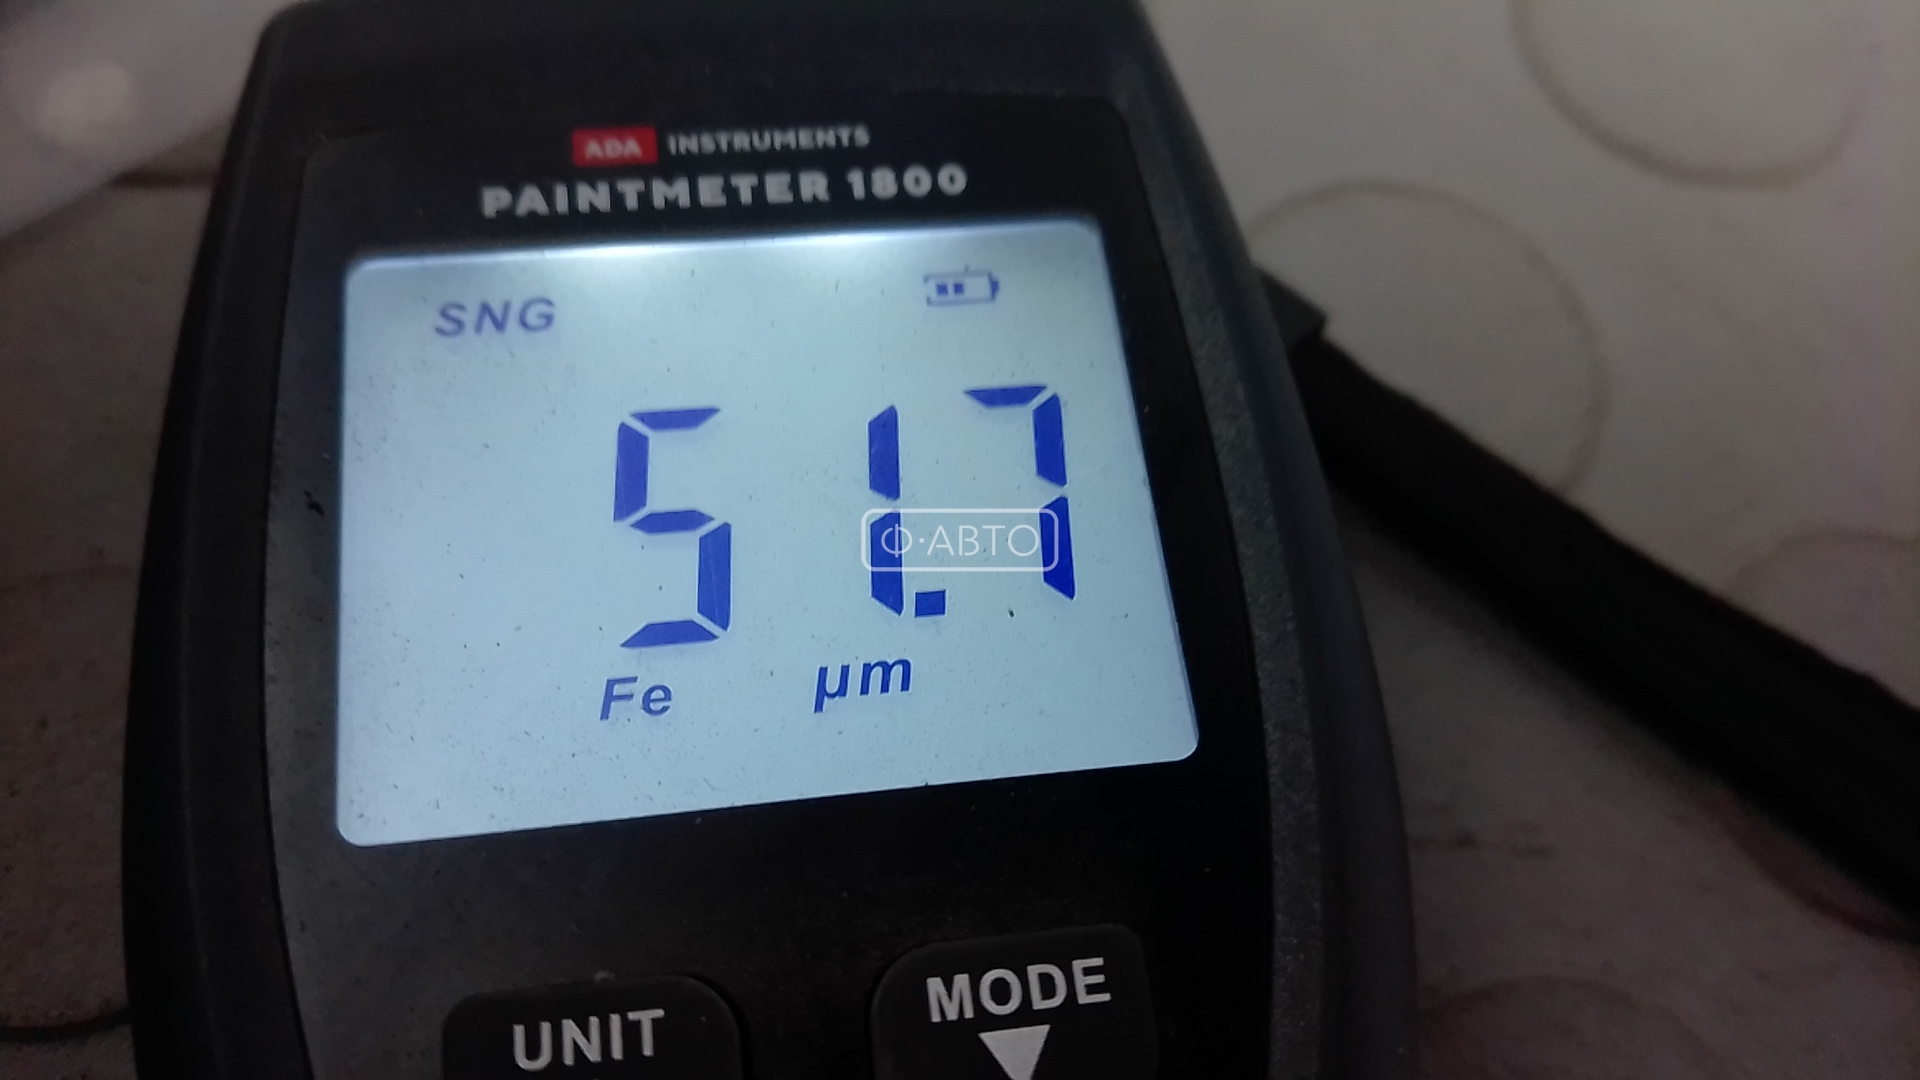 ADA INSTRUMENTS
PAINTMETER 1800
SNG
51.7
Ф·АВТО
Fe µm
UNIT MODE